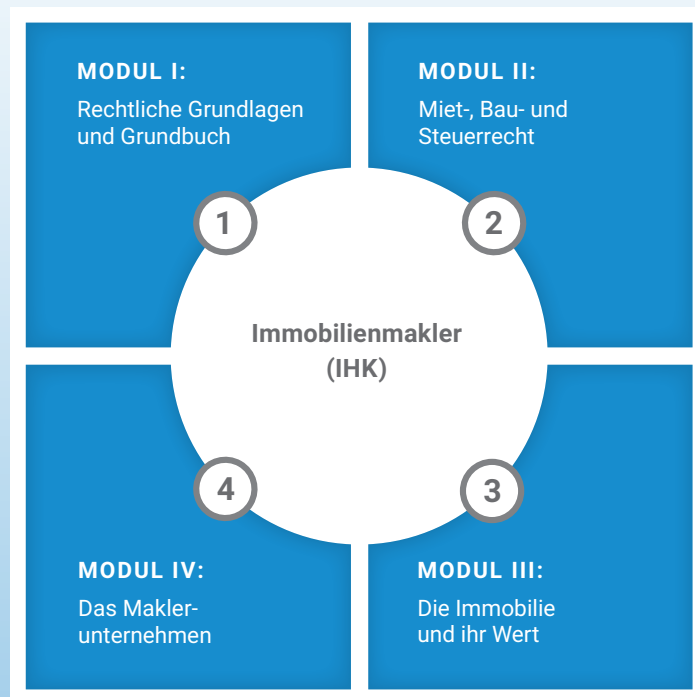 MODUL I:
Rechtliche Grundlagen
und Grundbuch
MODUL II:
Miet-, Bau- und
Steuerrecht
1
2
Immobilienmakler
(IHK)
4
3
MODUL IV:
Das Makler-
unternehmen
MODUL III:
Die Immobilie
und ihr Wert